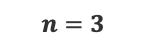 n = 3